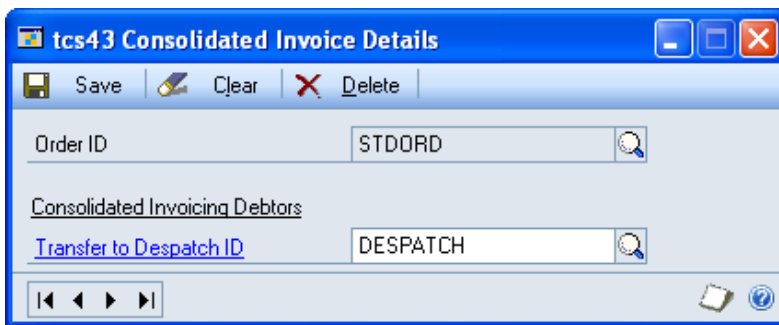 tcs43 Consolidated Invoice Details
Save Clear Delete
Order ID STDORD
Consolidated Invoicing Debtors
Transfer to Despatch ID DESPATCH